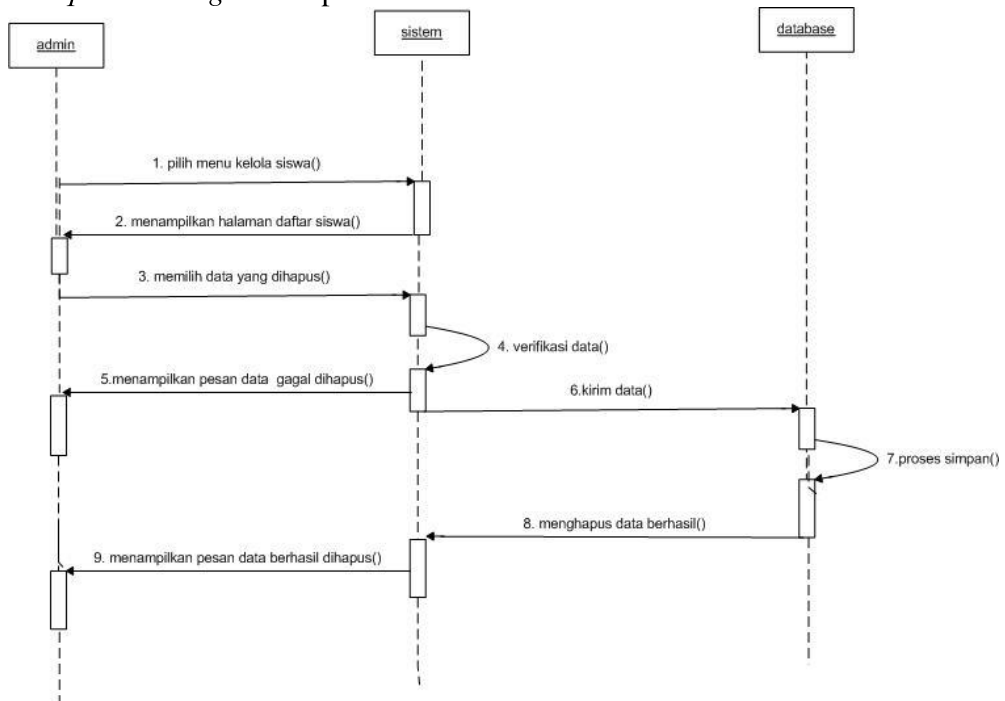 admin
sistem
database
1. pilih menu kelola siswa()
2. menampilkan halaman daftar siswa()
3. memilih data yang dihapus()
4. verifikasi data()
5.menampilkan pesan data gagal dihapus()
6.kirim data()
7.proses simpan()
8. menghapus data berhasil()
9. menampilkan pesan data berhasil dihapus()